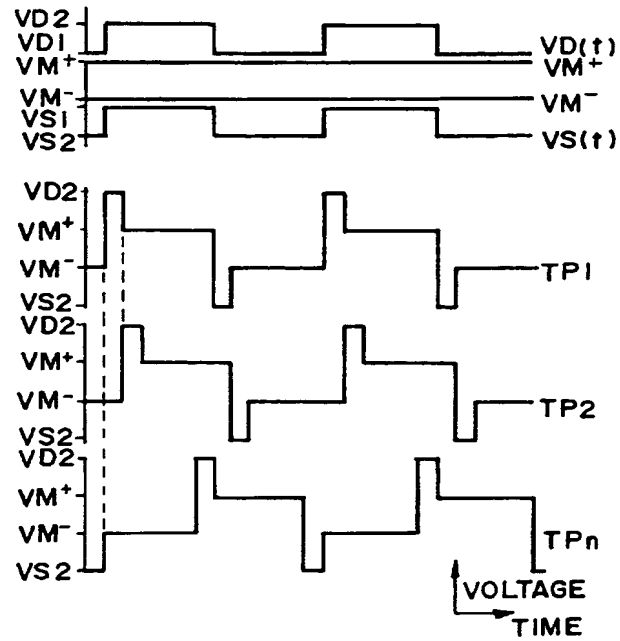 VD2
VD1 VD(t)
VM+ VM+
VM- VM-
VS1
VS2 VS(t)
VD2
VM+
VM- TP1
VS2
VD2
VM+
VM- TP2
VS2
VD2
VM+
VM- TPn
VS2
VOLTAGE
TIME